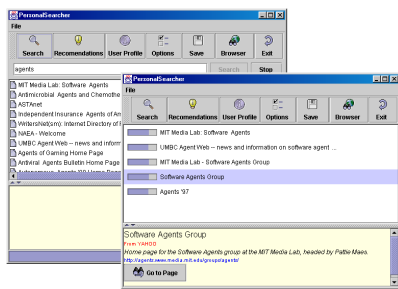 PersonalSearcher
File
Search Recomendations User Profile Options Save Browser Exit
agents
Search Stop
MIT Media Lab: Software Agents
Antimicrobial Agents and Chemothe
ASTAnet
Independent Insurance Agents of Am
WritersNet(sm): Internet Directory of
NAEA - Welcome
UMBC Agent Web -- news and inform
Agents of Gaming Home Page
Antiviral Agents Bulletin Home Page
PersonalSearcher
File
Search Recomendations User Profile Options Save Browser Exit
MIT Media Lab: Software Agents
UMBC Agent Web -- news and information on software agent ...
MIT Media Lab - Software Agents Group
Software Agents Group
Agents '97
Software Agents Group
From YAHOO
Home page for the Software Agents group at the MIT Media Lab, headed by Pattie Maes.
http://agents.www.media.mit.edu/groups/agents/
Go to Page